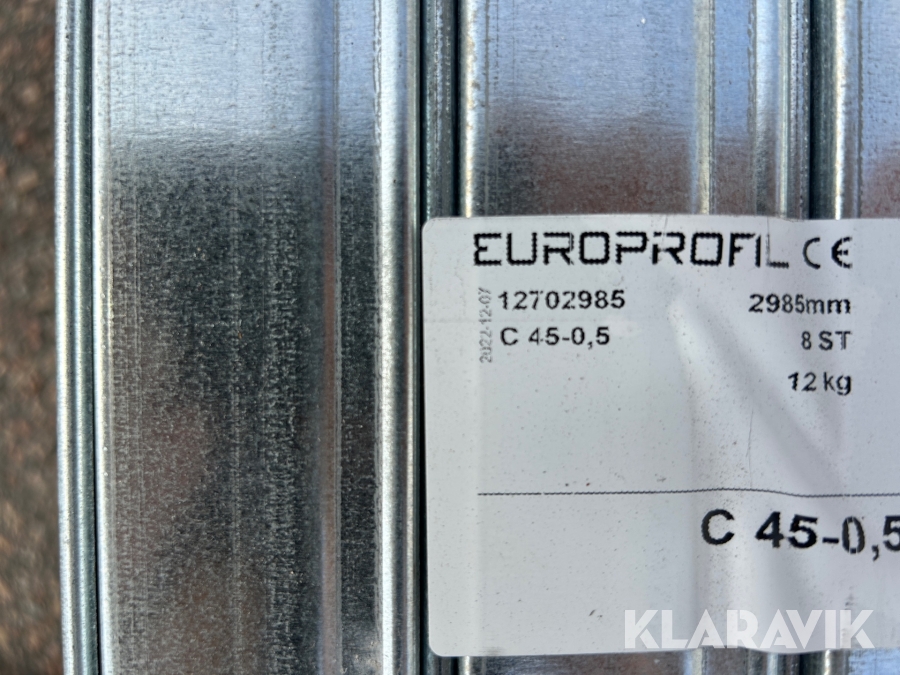 EUROPROFIL CE
2022-12-07
12702985 2985mm
C 45-0,5 8 ST
12 kg
C 45-0,5
KLARAVIK